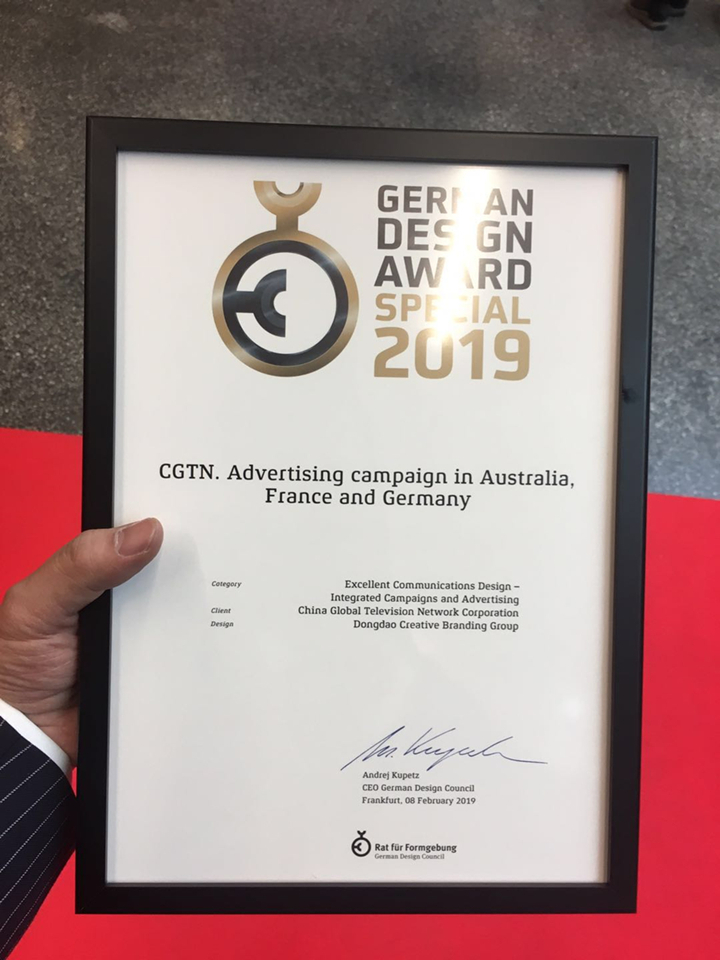 GERMAN
DESIGN
AWARD
SPECIAL
2019
CGTN. Advertising campaign in Australia,
France and Germany
Category Excellent Communications Design –
Integrated Campaigns and Advertising
Client China Global Television Network Corporation
Design Dongdao Creative Branding Group
Andrej Kupetz
CEO German Design Council
Frankfurt, 08 February 2019
Rat für Formgebung
German Design Council